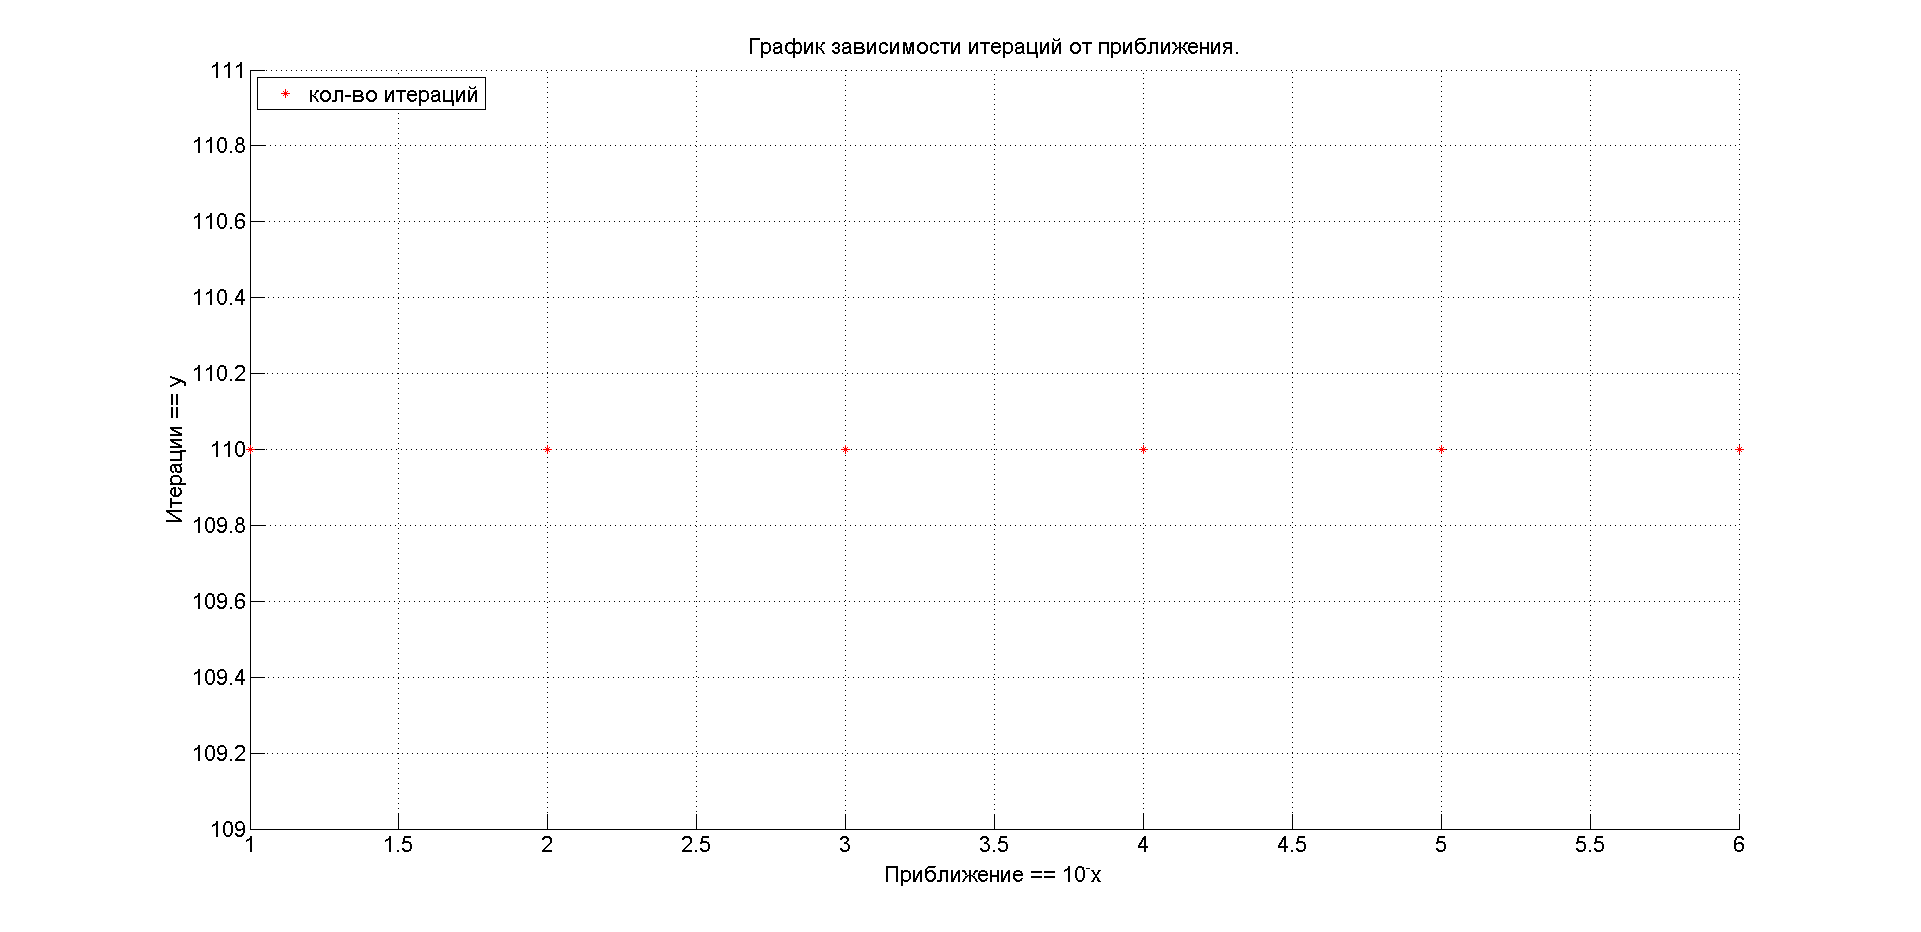 График зависимости итераций от приближения.
кол-во итераций
111
110.8
110.6
110.4
110.2
110
109.8
109.6
109.4
109.2
109
Итерации == y
1 1.5 2 2.5 3 3.5 4 4.5 5 5.5 6
Приближение == 10⁻x